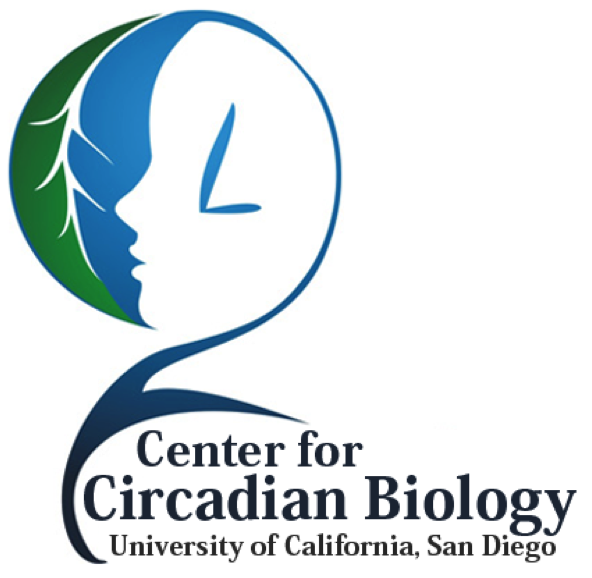 Center for
Circadian Biology
University of California, San Diego